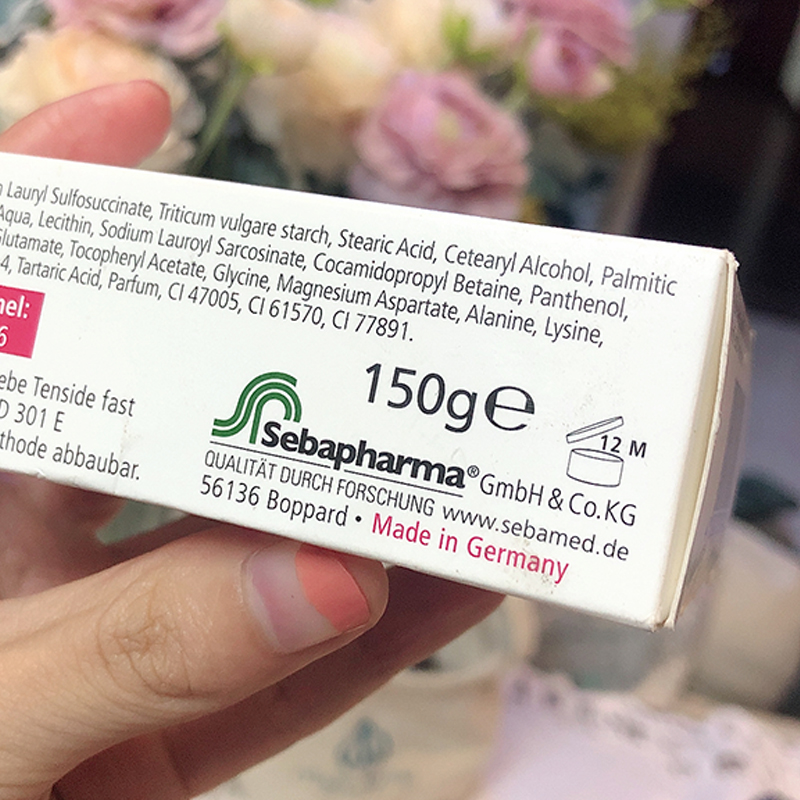 Lauryl Sulfosuccinate, Triticum vulgare starch, Stearic Acid, Cetearyl Alcohol, Palmitic
Aqua, Lecithin, Sodium Lauroyl Sarcosinate, Cocamidopropyl Betaine, Panthenol,
Glutamate, Tocopheryl Acetate, Glycine, Magnesium Aspartate, Alanine, Lysine,
4, Tartaric Acid, Parfum, CI 47005, CI 61570, CI 77891.
nel:
6
ebe Tenside fast
D 301 E
thode abbaubar.
150g℮
12 M
Sebapharma® GmbH & Co.KG
QUALITÄT DURCH FORSCHUNG www.sebamed.de
56136 Boppard • Made in Germany